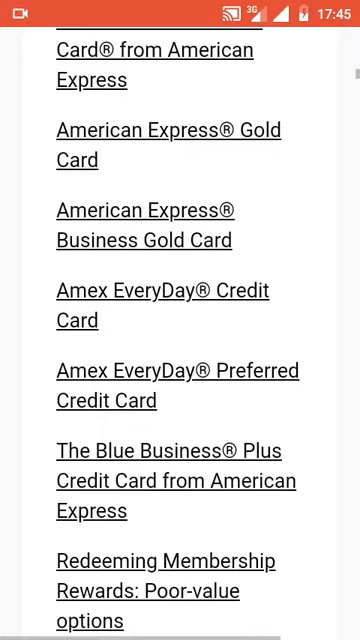 3G 17:45
Card® from American
Express
American Express® Gold
Card
American Express®
Business Gold Card
Amex EveryDay® Credit
Card
Amex EveryDay® Preferred
Credit Card
The Blue Business® Plus
Credit Card from American
Express
Redeeming Membership
Rewards: Poor-value
options